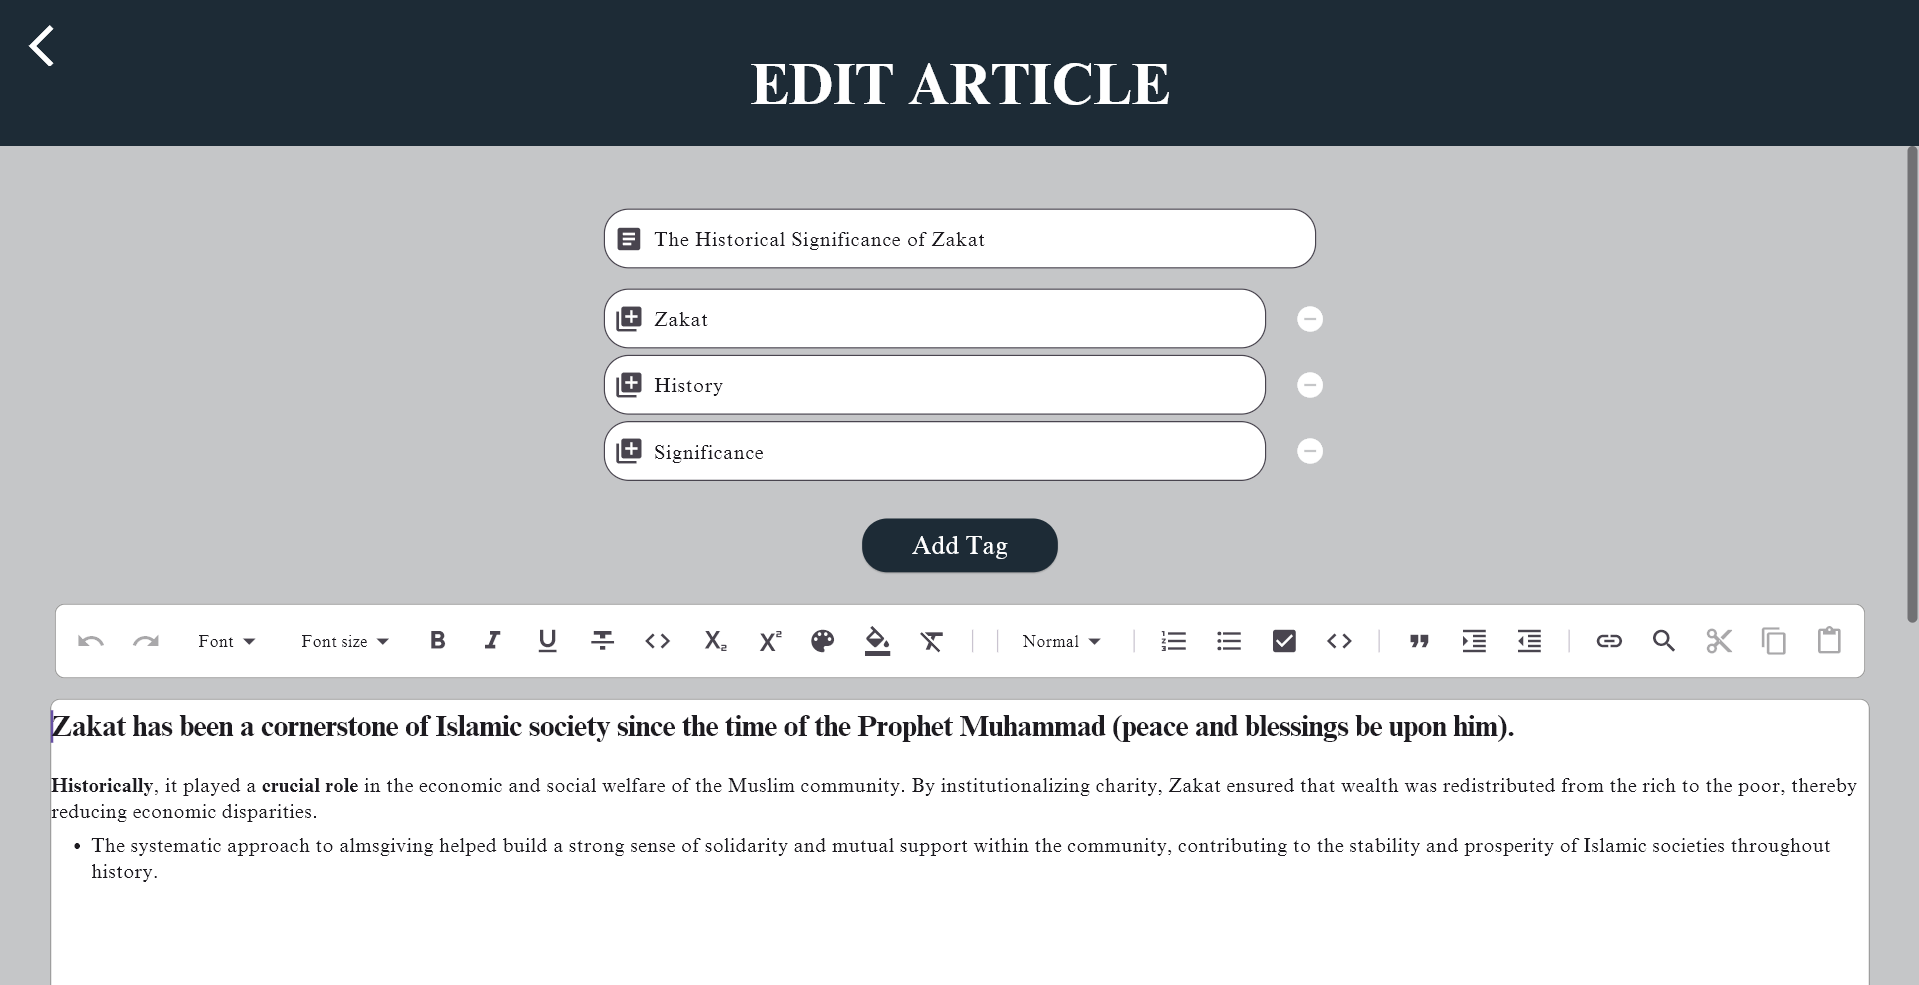 EDIT ARTICLE
The Historical Significance of Zakat
Zakat
History
Significance
Add Tag
Font Font size B I U S X₂ X² Normal
Zakat has been a cornerstone of Islamic society since the time of the Prophet Muhammad (peace and blessings be upon him).
Historically, it played a crucial role in the economic and social welfare of the Muslim community. By institutionalizing charity, Zakat ensured that wealth was redistributed from the rich to the poor, thereby
reducing economic disparities.
• The systematic approach to almsgiving helped build a strong sense of solidarity and mutual support within the community, contributing to the stability and prosperity of Islamic societies throughout
history.